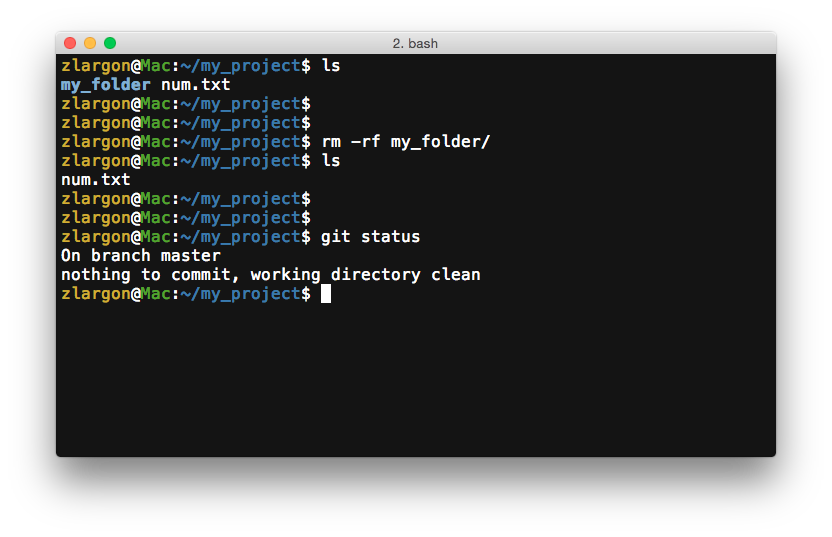 2. bash
zlargon@Mac:~/my_project$ ls
my_folder num.txt
zlargon@Mac:~/my_project$
zlargon@Mac:~/my_project$
zlargon@Mac:~/my_project$ rm -rf my_folder/
zlargon@Mac:~/my_project$ ls
num.txt
zlargon@Mac:~/my_project$
zlargon@Mac:~/my_project$
zlargon@Mac:~/my_project$ git status
On branch master
nothing to commit, working directory clean
zlargon@Mac:~/my_project$